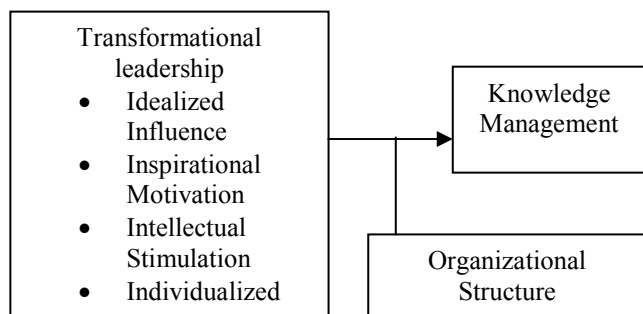 Transformational
leadership
• Idealized
Influence
• Inspirational
Motivation
• Intellectual
Stimulation
• Individualized
Knowledge
Management
Organizational
Structure